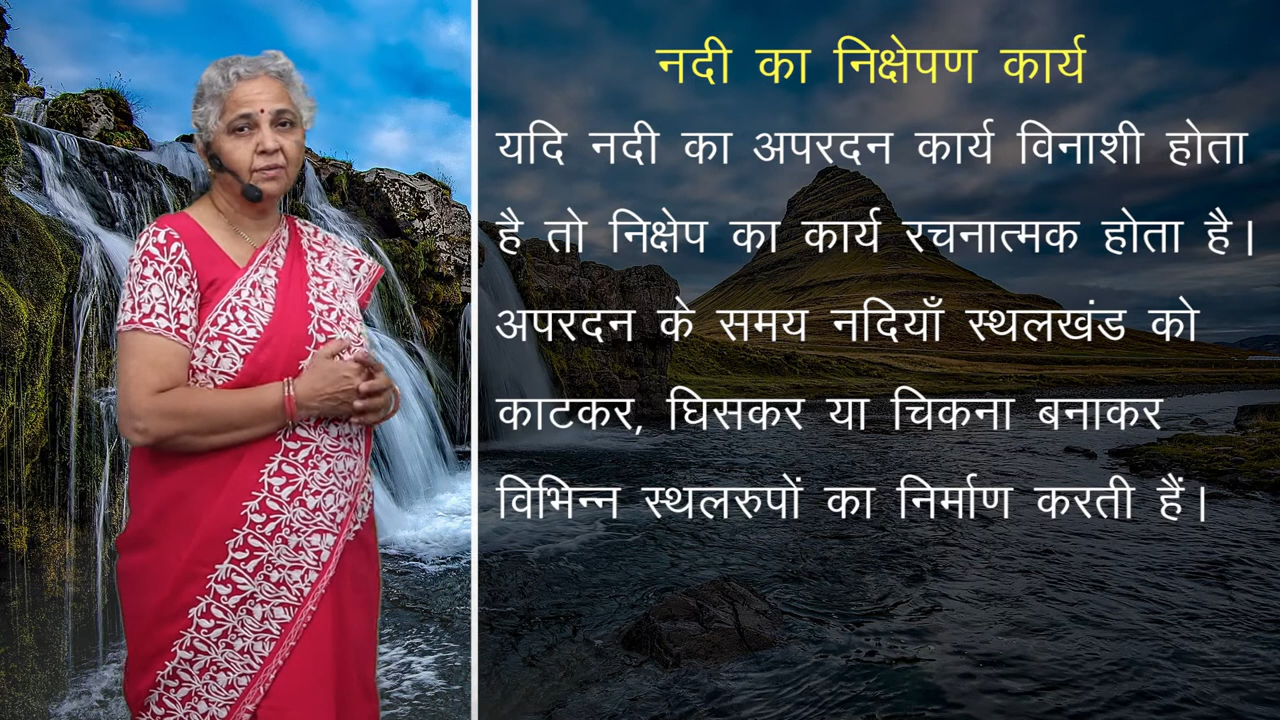 नदी का निक्षेपण कार्य
यदि नदी का अपरदन कार्य विनाशी होता
है तो निक्षेप का कार्य रचनात्मक होता है।
अपरदन के समय नदियाँ स्थलखंड को
काटकर, घिसकर या चिकना बनाकर
विभिन्न स्थलरुपों का निर्माण करती हैं।